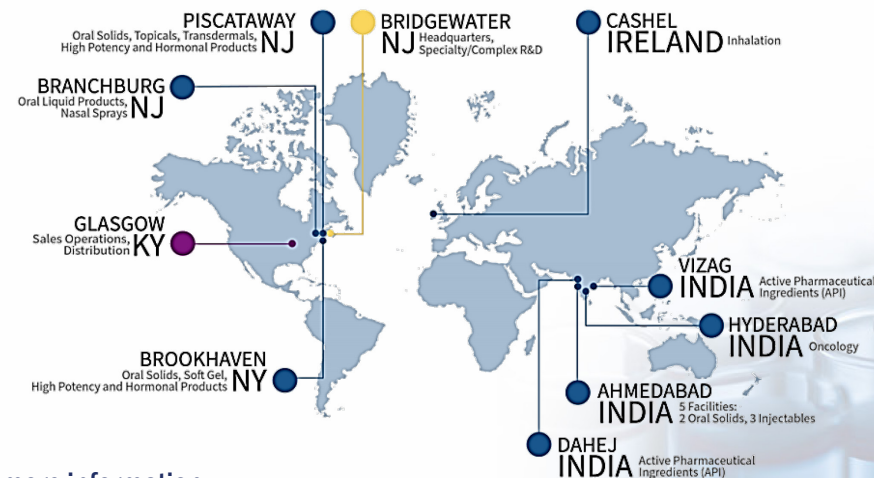 PISCATAWAY
Oral Solids, Topicals, Transdermals,
High Potency and Hormonal Products
NJ
BRIDGEWATER
NJ
Headquarters,
Specialty/Complex R&D
CASHEL
IRELAND Inhalation
BRANCHBURG
Oral Liquid Products,
Nasal Sprays
NJ
GLASGOW
Sales Operations,
Distribution
KY
VIZAG
INDIA
Active Pharmaceutical
Ingredients (API)
HYDERABAD
INDIA Oncology
BROOKHAVEN
Oral Solids, Soft Gel,
High Potency and Hormonal Products
NY
AHMEDABAD
INDIA
5 Facilities:
2 Oral Solids, 3 Injectables
DAHEJ
INDIA
Active Pharmaceutical
Ingredients (API)
more information